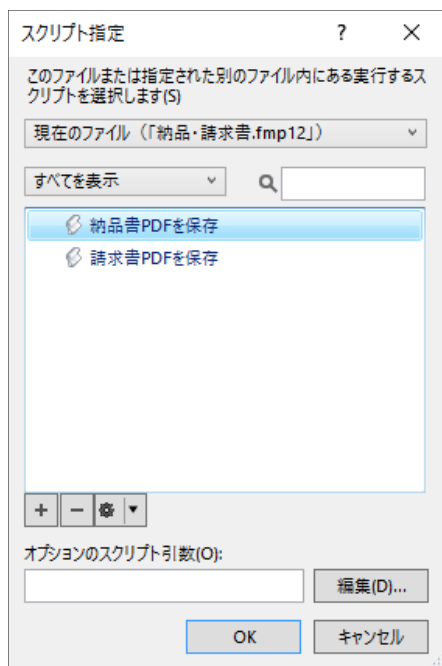 スクリプト指定
?
このファイルまたは指定された別のファイル内にある実行するス
クリプトを選択します(S)
現在のファイル（「納品・請求書.fmp12」）
すべてを表示
納品書PDFを保存
請求書PDFを保存
オプションのスクリプト引数(O):
編集(D)...
OK
キャンセル